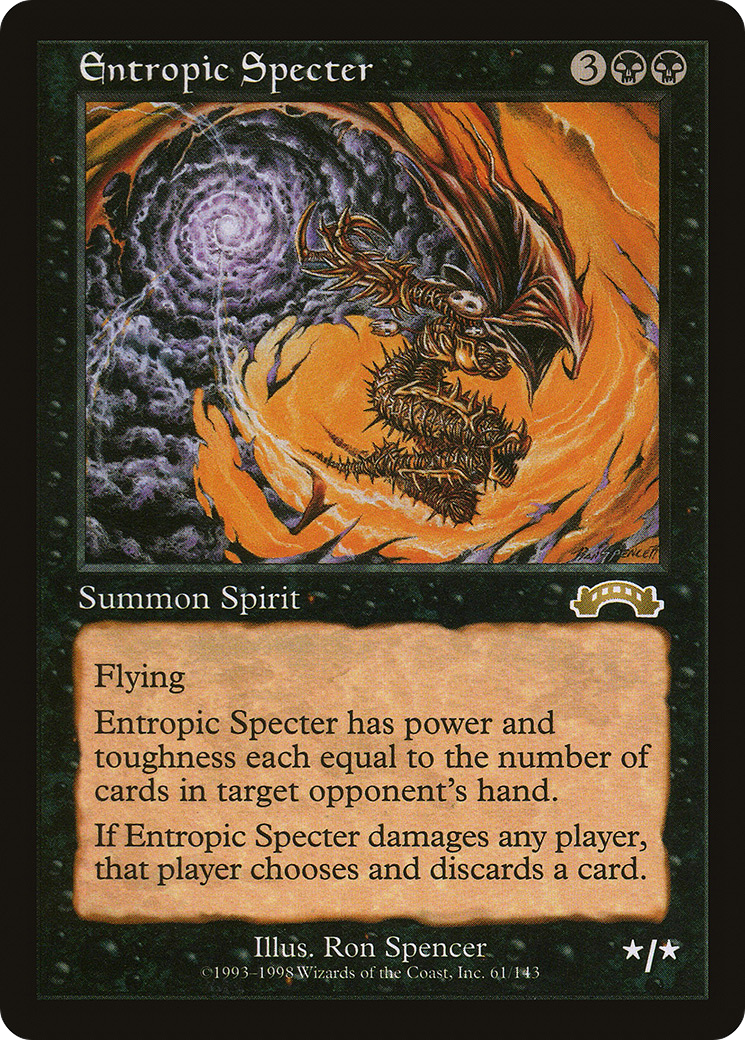 Entropic Specter 3
Summon Spirit
Flying
Entropic Specter has power and
toughness each equal to the number of
cards in target opponent's hand.
If Entropic Specter damages any player,
that player chooses and discards a card.
Illus. Ron Spencer
★/★
©1993–1998 Wizards of the Coast, Inc. 61/143